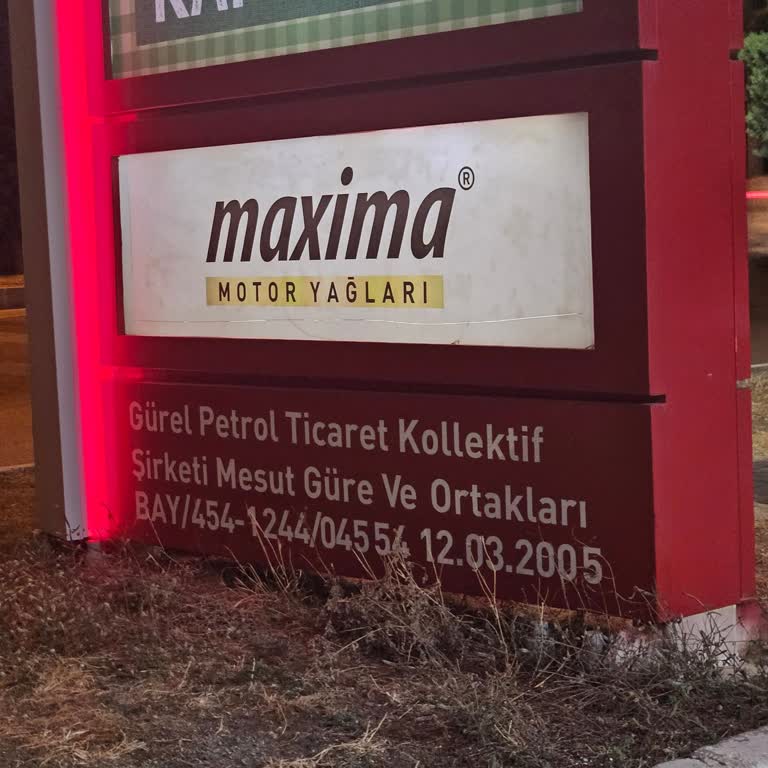 maxima®
MOTOR YAĞLARI
Gürel Petrol Ticaret Kollektif
Şirketi Mesut Güre Ve Ortakları
BAY/454-1244/04554 12.03.2005